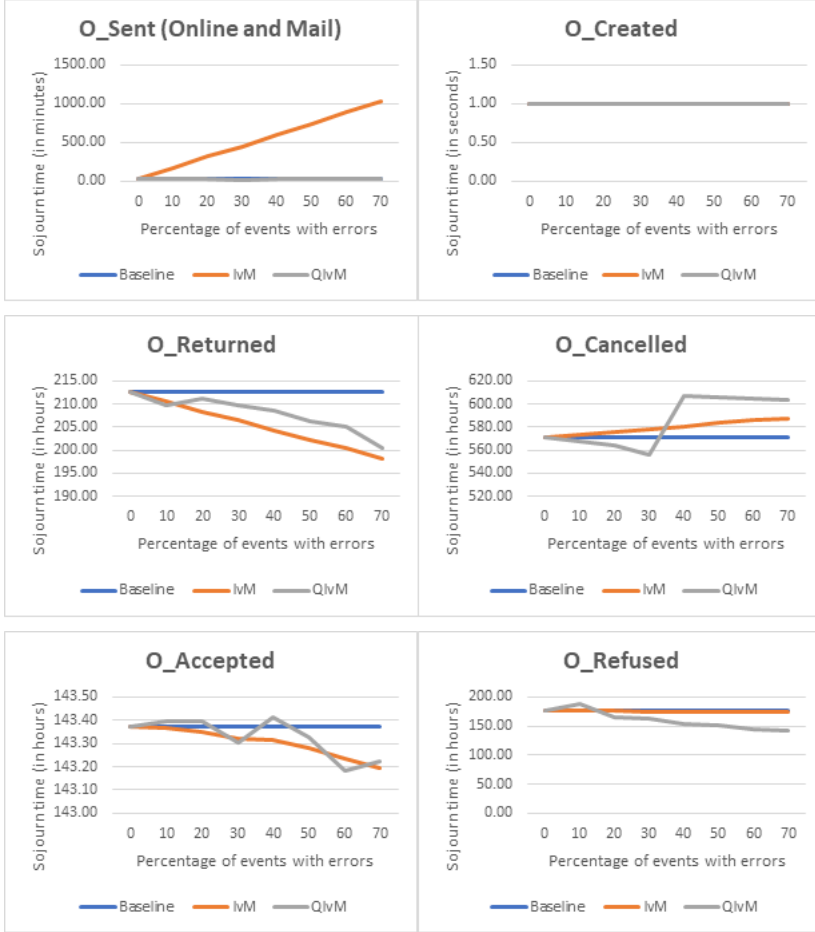 O_Sent (Online and Mail)
Sojourn time (in minutes)
1500.00
1000.00
500.00
0.00
0 10 20 30 40 50 60 70
Percentage of events with errors
Baseline IvM QIvM
O_Created
Sojourn time (in seconds)
1.50
1.00
0.50
0.00
0 10 20 30 40 50 60 70
Percentage of events with errors
Baseline IvM QIvM
O_Returned
Sojourn time (in hours)
215.00
210.00
205.00
200.00
195.00
190.00
0 10 20 30 40 50 60 70
Percentage of events with errors
Baseline IvM QIvM
O_Cancelled
Sojourn time (in hours)
620.00
600.00
580.00
560.00
540.00
520.00
0 10 20 30 40 50 60 70
Percentage of events with errors
Baseline IvM QIvM
O_Accepted
Sojourn time (in hours)
143.50
143.40
143.30
143.20
143.10
143.00
0 10 20 30 40 50 60 70
Percentage of events with errors
Baseline IvM QIvM
O_Refused
Sojourn time (in hours)
200.00
150.00
100.00
50.00
0.00
0 10 20 30 40 50 60 70
Percentage of events with errors
Baseline IvM QIvM